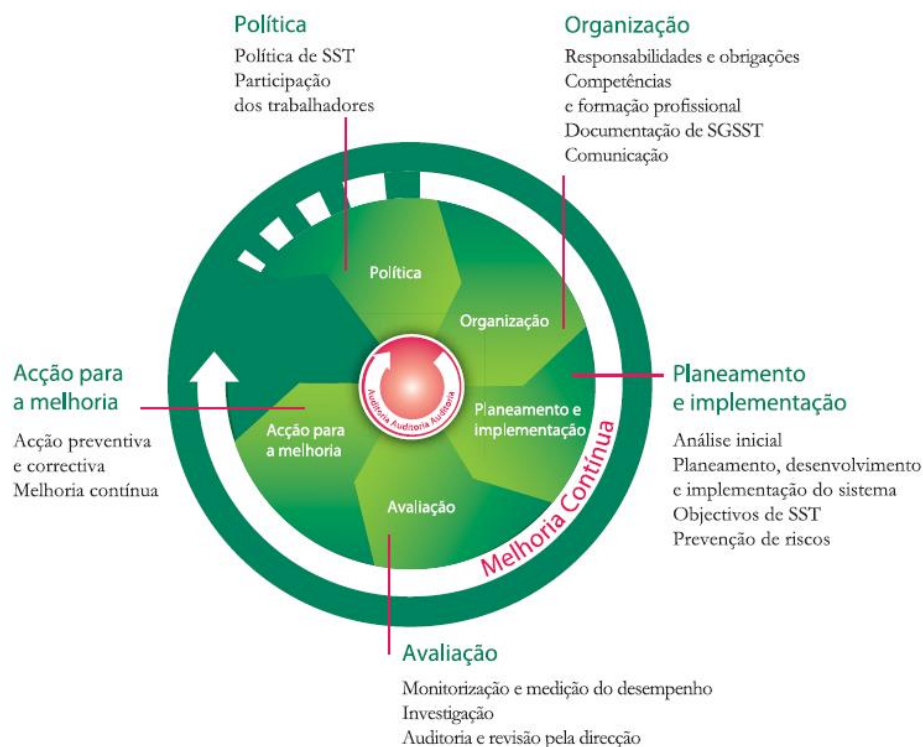 Política
Política de SST
Participação
dos trabalhadores
Organização
Responsabilidades e obrigações
Competências
e formação profissional
Documentação de SGSST
Comunicação
Política
Organização
Planeamento e
implementação
Avaliação
Acção para
a melhoria
Auditoria Auditoria Auditoria
Melhoria Contínua
Acção para
a melhoria
Acção preventiva
e correctiva
Melhoria contínua
Planeamento
e implementação
Análise inicial
Planeamento, desenvolvimento
e implementação do sistema
Objectivos de SST
Prevenção de riscos
Avaliação
Monitorização e medição do desempenho
Investigação
Auditoria e revisão pela direcção